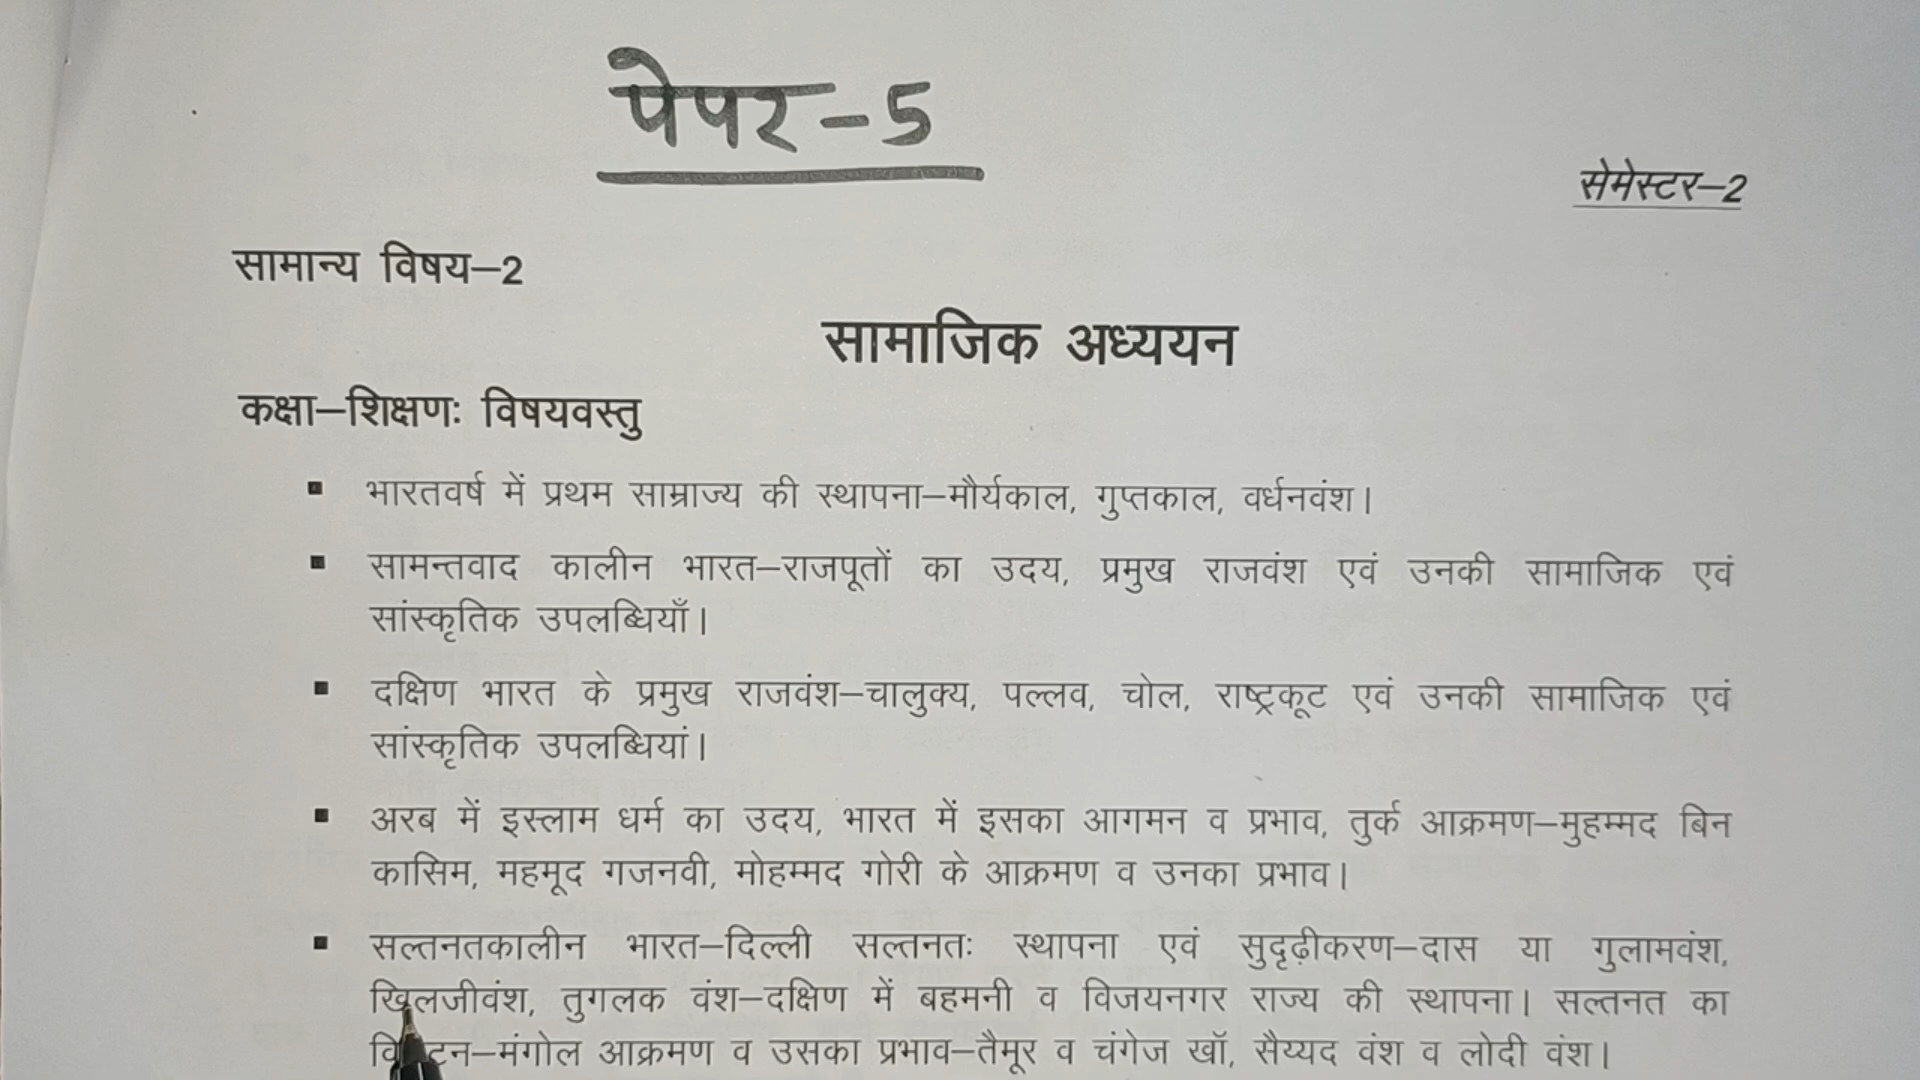 पेपर-5
सेमेस्टर–2
सामान्य विषय–2
सामाजिक अध्ययन
कक्षा–शिक्षणः विषयवस्तु
▪ भारतवर्ष में प्रथम साम्राज्य की स्थापना–मौर्यकाल, गुप्तकाल, वर्धनवंश।
▪ सामन्तवाद कालीन भारत–राजपूतों का उदय, प्रमुख राजवंश एवं उनकी सामाजिक एवं
सांस्कृतिक उपलब्धियाँ।
▪ दक्षिण भारत के प्रमुख राजवंश–चालुक्य, पल्लव, चोल, राष्ट्रकूट एवं उनकी सामाजिक एवं
सांस्कृतिक उपलब्धियां।
▪ अरब में इस्लाम धर्म का उदय, भारत में इसका आगमन व प्रभाव, तुर्क आक्रमण–मुहम्मद बिन
कासिम, महमूद गजनवी, मोहम्मद गोरी के आक्रमण व उनका प्रभाव।
▪ सल्तनतकालीन भारत–दिल्ली सल्तनतः स्थापना एवं सुदृढ़ीकरण–दास या गुलामवंश,
खिलजीवंश, तुगलक वंश–दक्षिण में बहमनी व विजयनगर राज्य की स्थापना। सल्तनत का
–मंगोल आक्रमण व उसका प्रभाव–तैमूर व चंगेज खॉ, सैय्यद वंश व लोदी वंश।